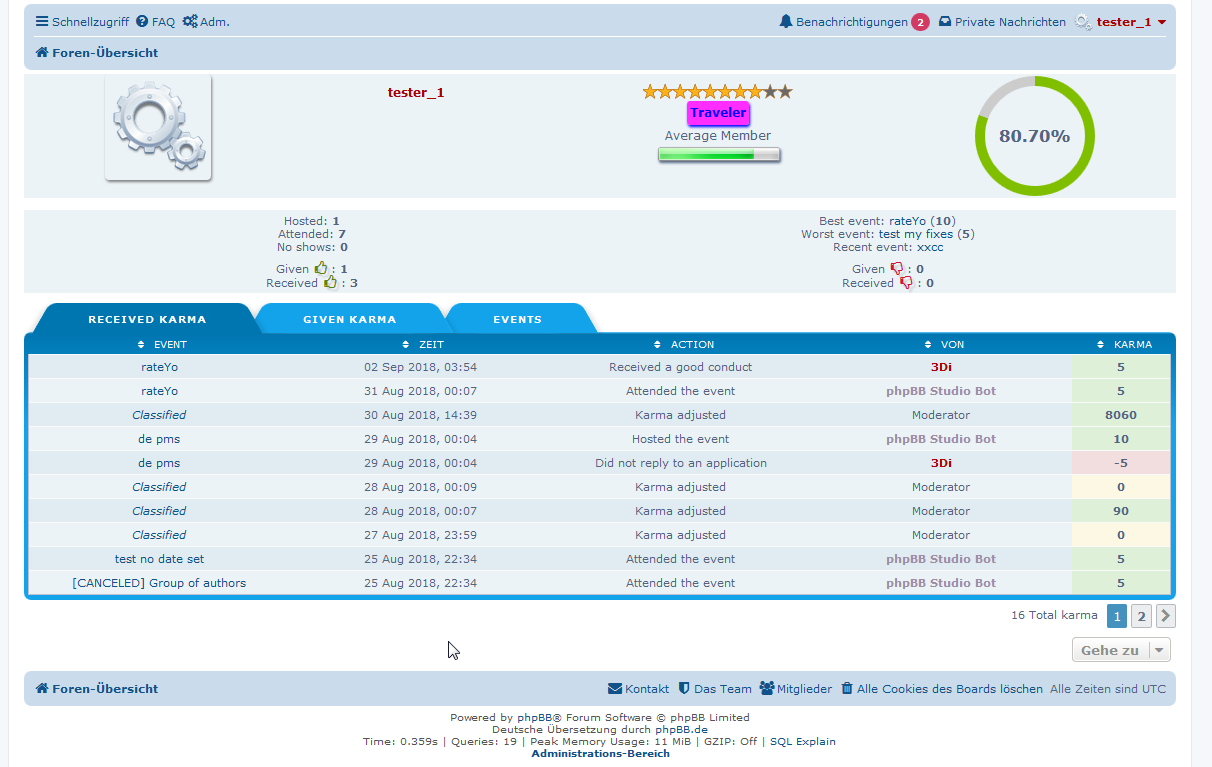 Schnellzugriff FAQ Adm. Benachrichtigungen 2 Private Nachrichten tester_1
Foren-Übersicht
tester_1
Traveler
Average Member
80.70%
Hosted: 1
Attended: 7
No shows: 0
Given : 1
Received : 3
Best event: rateYo (10)
Worst event: test my fixes (5)
Recent event: xxcc
Given : 0
Received : 0
RECEIVED KARMA GIVEN KARMA EVENTS
EVENT ZEIT ACTION VON KARMA
rateYo 02 Sep 2018, 03:54 Received a good conduct 3Di 5
rateYo 31 Aug 2018, 00:07 Attended the event phpBB Studio Bot 5
Classified 30 Aug 2018, 14:39 Karma adjusted Moderator 8060
de pms 29 Aug 2018, 00:04 Hosted the event phpBB Studio Bot 10
de pms 29 Aug 2018, 00:04 Did not reply to an application 3Di -5
Classified 28 Aug 2018, 00:09 Karma adjusted Moderator 0
Classified 28 Aug 2018, 00:07 Karma adjusted Moderator 90
Classified 27 Aug 2018, 23:59 Karma adjusted Moderator 0
test no date set 25 Aug 2018, 22:34 Attended the event phpBB Studio Bot 5
[CANCELED] Group of authors 25 Aug 2018, 22:34 Attended the event phpBB Studio Bot 5
16 Total karma 1 2
Gehe zu
Foren-Übersicht Kontakt Das Team Mitglieder Alle Cookies des Boards löschen Alle Zeiten sind UTC
Powered by phpBB® Forum Software © phpBB Limited
Deutsche Übersetzung durch phpBB.de
Time: 0.359s | Queries: 19 | Peak Memory Usage: 11 MiB | GZIP: Off | SQL Explain
Administrations-Bereich